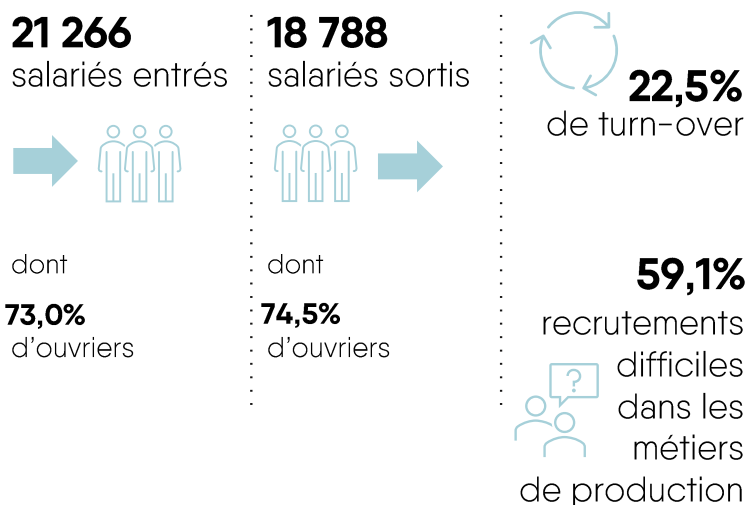 21 266
salariés entrés
dont
73,0%
d'ouvriers
18 788
salariés sortis
dont
74,5%
d'ouvriers
22,5%
de turn-over
59,1%
recrutements
difficiles
dans les
métiers
de production
?